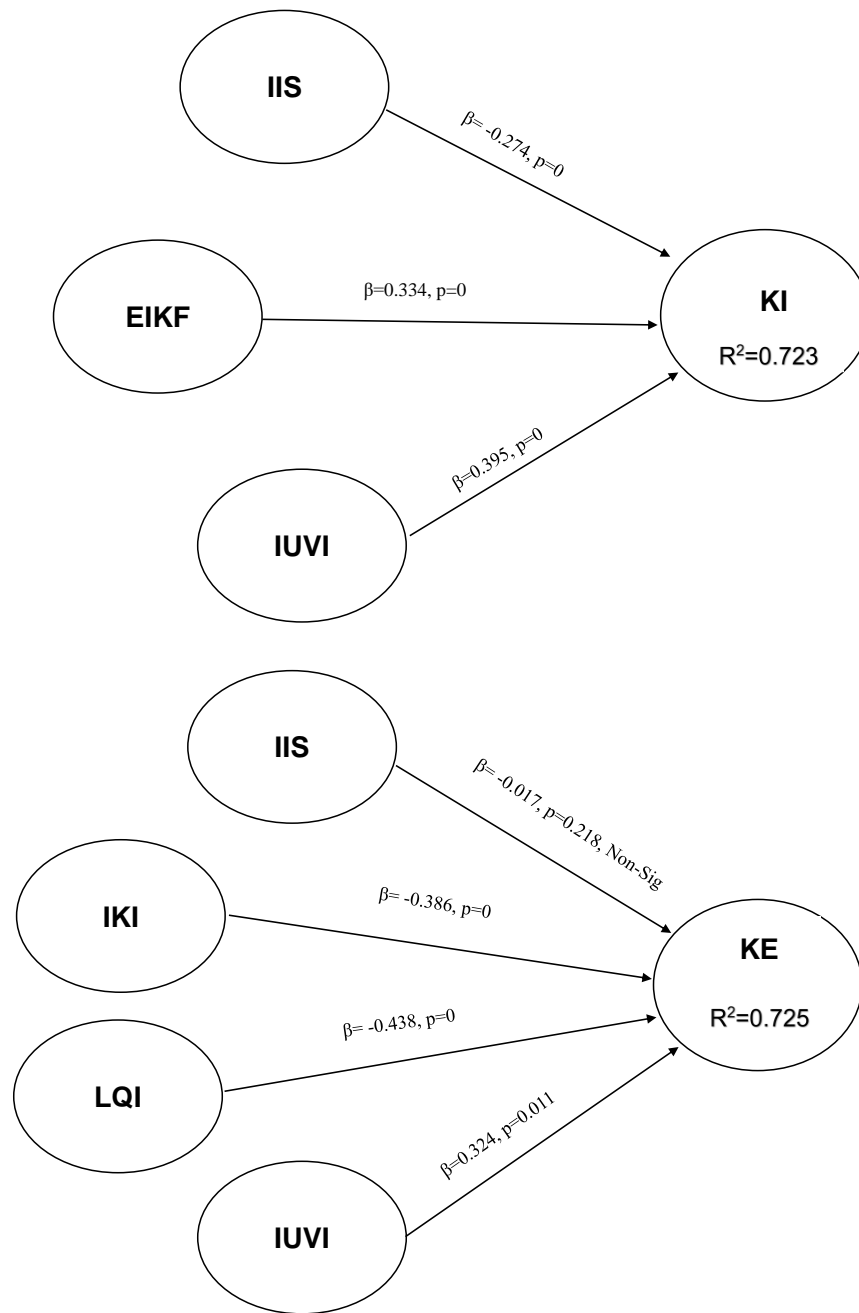 IIS
β= -0.274, p=0
EIKF
β=0.334, p=0
KI
R²=0.723
β=0.395, p=0
IUVI
IIS
β= -0.017, p=0.218, Non-Sig
IKI
β= -0.386, p=0
KE
R²=0.725
β= -0.438, p=0
LQI
β=0.324, p=0.011
IUVI